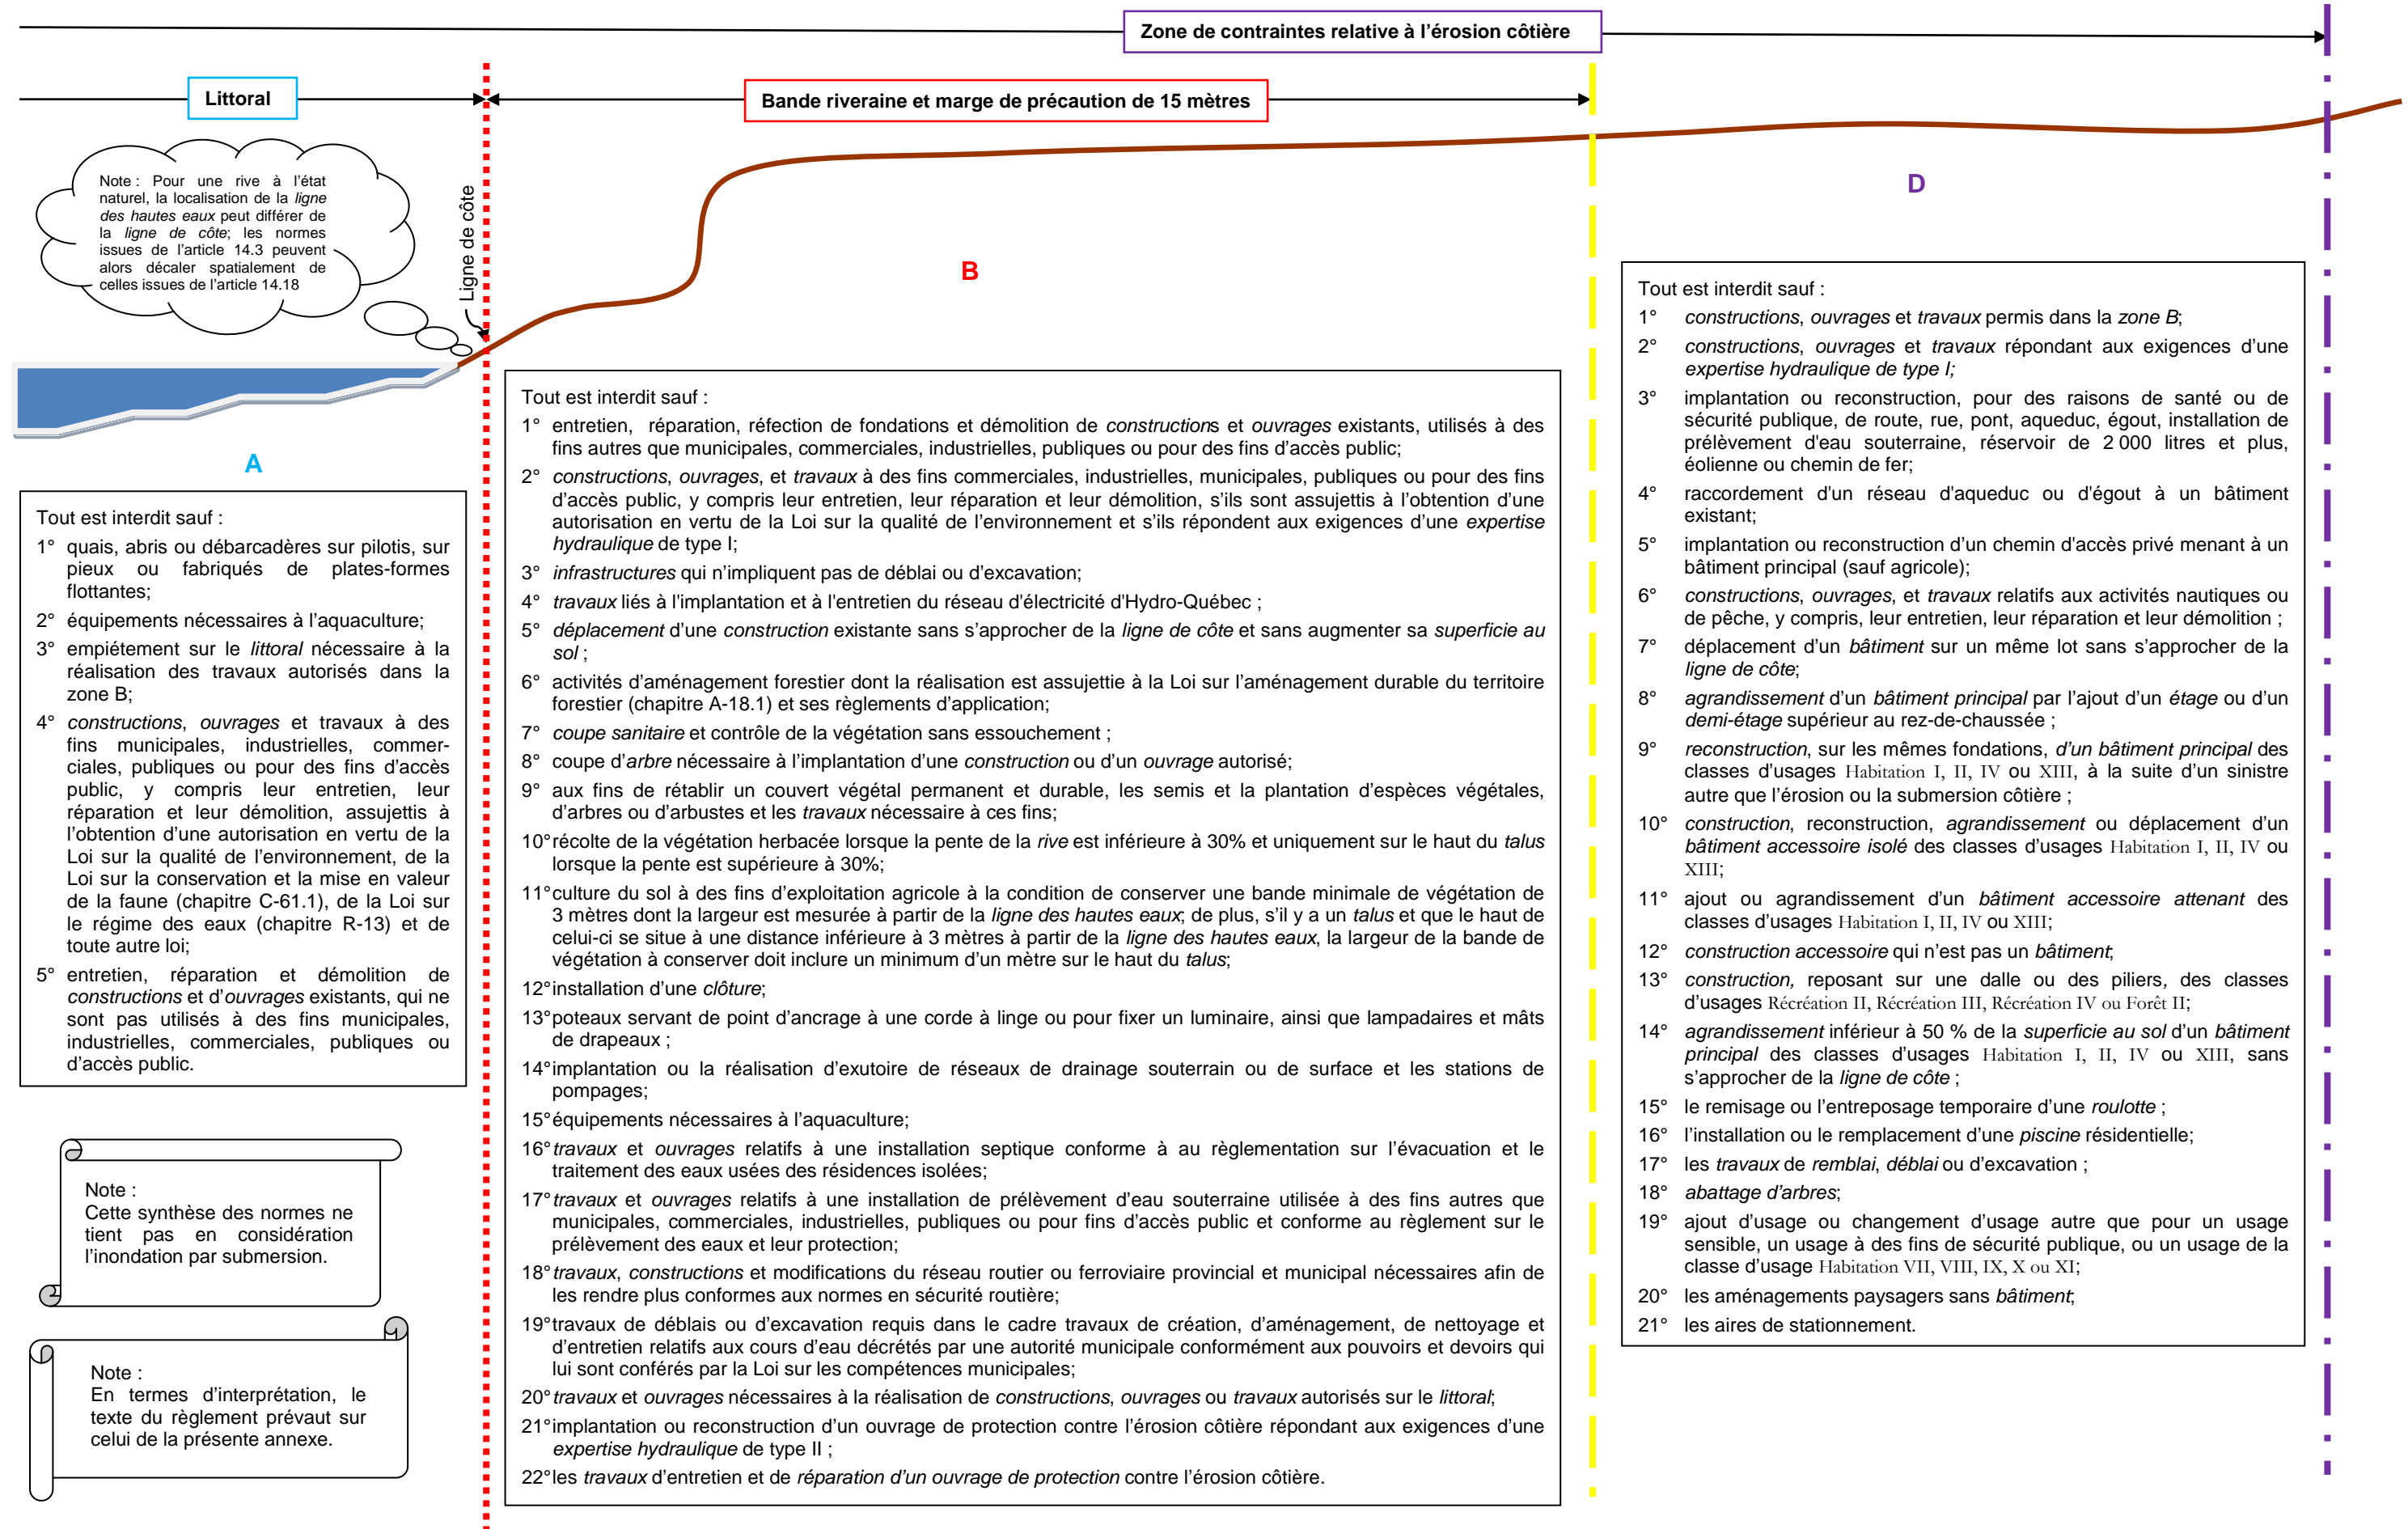 Zone de contraintes relative à l’érosion côtière
Littoral
Bande riveraine et marge de précaution de 15 mètres
Note : Pour une rive à l’état
naturel, la localisation de la ligne
des hautes eaux peut différer de
la ligne de côte; les normes
issues de l’article 14.3 peuvent
alors décaler spatialement de
celles issues de l’article 14.18
Ligne de côte
A
Tout est interdit sauf :
1° quais, abris ou débarcadères sur pilotis, sur
pieux ou fabriqués de plates-formes
flottantes;
2° équipements nécessaires à l’aquaculture;
3° empiétement sur le littoral nécessaire à la
réalisation des travaux autorisés dans la
zone B;
4° constructions, ouvrages et travaux à des
fins municipales, industrielles, commer-
ciales, publiques ou pour des fins d’accès
public, y compris leur entretien, leur
réparation et leur démolition, assujettis à
l’obtention d’une autorisation en vertu de la
Loi sur la qualité de l’environnement, de la
Loi sur la conservation et la mise en valeur
de la faune (chapitre C-61.1), de la Loi sur
le régime des eaux (chapitre R-13) et de
toute autre loi;
5° entretien, réparation et démolition de
constructions et d’ouvrages existants, qui ne
sont pas utilisés à des fins municipales,
industrielles, commerciales, publiques ou
d’accès public.
Note :
Cette synthèse des normes ne
tient pas en considération
l’inondation par submersion.
Note :
En termes d’interprétation, le
texte du règlement prévaut sur
celui de la présente annexe.
B
Tout est interdit sauf :
1° entretien, réparation, réfection de fondations et démolition de constructions et ouvrages existants, utilisés à des
fins autres que municipales, commerciales, industrielles, publiques ou pour des fins d’accès public;
2° constructions, ouvrages, et travaux à des fins commerciales, industrielles, municipales, publiques ou pour des fins
d’accès public, y compris leur entretien, leur réparation et leur démolition, s’ils sont assujettis à l’obtention d’une
autorisation en vertu de la Loi sur la qualité de l’environnement et s’ils répondent aux exigences d’une expertise
hydraulique de type I;
3° infrastructures qui n’impliquent pas de déblai ou d’excavation;
4° travaux liés à l'implantation et à l'entretien du réseau d'électricité d'Hydro-Québec ;
5° déplacement d’une construction existante sans s’approcher de la ligne de côte et sans augmenter sa superficie au
sol ;
6° activités d’aménagement forestier dont la réalisation est assujettie à la Loi sur l’aménagement durable du territoire
forestier (chapitre A-18.1) et ses règlements d’application;
7° coupe sanitaire et contrôle de la végétation sans essouchement ;
8° coupe d’arbre nécessaire à l’implantation d’une construction ou d’un ouvrage autorisé;
9° aux fins de rétablir un couvert végétal permanent et durable, les semis et la plantation d’espèces végétales,
d’arbres ou d’arbustes et les travaux nécessaire à ces fins;
10° récolte de la végétation herbacée lorsque la pente de la rive est inférieure à 30% et uniquement sur le haut du talus
lorsque la pente est supérieure à 30%;
11° culture du sol à des fins d’exploitation agricole à la condition de conserver une bande minimale de végétation de
3 mètres dont la largeur est mesurée à partir de la ligne des hautes eaux; de plus, s’il y a un talus et que le haut de
celui-ci se situe à une distance inférieure à 3 mètres à partir de la ligne des hautes eaux, la largeur de la bande de
végétation à conserver doit inclure un minimum d’un mètre sur le haut du talus;
12° installation d’une clôture;
13° poteaux servant de point d’ancrage à une corde à linge ou pour fixer un luminaire, ainsi que lampadaires et mâts
de drapeaux ;
14° implantation ou la réalisation d’exutoire de réseaux de drainage souterrain ou de surface et les stations de
pompages;
15° équipements nécessaires à l’aquaculture;
16° travaux et ouvrages relatifs à une installation septique conforme à au règlementation sur l’évacuation et le
traitement des eaux usées des résidences isolées;
17° travaux et ouvrages relatifs à une installation de prélèvement d’eau souterraine utilisée à des fins autres que
municipales, commerciales, industrielles, publiques ou pour fins d’accès public et conforme au règlement sur le
prélèvement des eaux et leur protection;
18° travaux, constructions et modifications du réseau routier ou ferroviaire provincial et municipal nécessaires afin de
les rendre plus conformes aux normes en sécurité routière;
19° travaux de déblais ou d’excavation requis dans le cadre travaux de création, d’aménagement, de nettoyage et
d’entretien relatifs aux cours d’eau décrétés par une autorité municipale conformément aux pouvoirs et devoirs qui
lui sont conférés par la Loi sur les compétences municipales;
20° travaux et ouvrages nécessaires à la réalisation de constructions, ouvrages ou travaux autorisés sur le littoral;
21° implantation ou reconstruction d’un ouvrage de protection contre l’érosion côtière répondant aux exigences d’une
expertise hydraulique de type II ;
22° les travaux d’entretien et de réparation d’un ouvrage de protection contre l’érosion côtière.
D
Tout est interdit sauf :
1° constructions, ouvrages et travaux permis dans la zone B;
2° constructions, ouvrages et travaux répondant aux exigences d’une
expertise hydraulique de type I;
3° implantation ou reconstruction, pour des raisons de santé ou de
sécurité publique, de route, rue, pont, aqueduc, égout, installation de
prélèvement d'eau souterraine, réservoir de 2 000 litres et plus,
éolienne ou chemin de fer;
4° raccordement d'un réseau d'aqueduc ou d'égout à un bâtiment
existant;
5° implantation ou reconstruction d’un chemin d'accès privé menant à un
bâtiment principal (sauf agricole);
6° constructions, ouvrages, et travaux relatifs aux activités nautiques ou
de pêche, y compris, leur entretien, leur réparation et leur démolition ;
7° déplacement d’un bâtiment sur un même lot sans s’approcher de la
ligne de côte;
8° agrandissement d’un bâtiment principal par l’ajout d’un étage ou d’un
demi-étage supérieur au rez-de-chaussée ;
9° reconstruction, sur les mêmes fondations, d’un bâtiment principal des
classes d’usages Habitation I, II, IV ou XIII, à la suite d’un sinistre
autre que l’érosion ou la submersion côtière ;
10° construction, reconstruction, agrandissement ou déplacement d’un
bâtiment accessoire isolé des classes d’usages Habitation I, II, IV ou
XIII;
11° ajout ou agrandissement d’un bâtiment accessoire attenant des
classes d’usages Habitation I, II, IV ou XIII;
12° construction accessoire qui n’est pas un bâtiment;
13° construction, reposant sur une dalle ou des piliers, des classes
d’usages Récréation II, Récréation III, Récréation IV ou Forêt II;
14° agrandissement inférieur à 50 % de la superficie au sol d’un bâtiment
principal des classes d’usages Habitation I, II, IV ou XIII, sans
s’approcher de la ligne de côte ;
15° le remisage ou l’entreposage temporaire d’une roulotte ;
16° l’installation ou le remplacement d’une piscine résidentielle;
17° les travaux de remblai, déblai ou d’excavation ;
18° abattage d’arbres;
19° ajout d’usage ou changement d’usage autre que pour un usage
sensible, un usage à des fins de sécurité publique, ou un usage de la
classe d’usage Habitation VII, VIII, IX, X ou XI;
20° les aménagements paysagers sans bâtiment;
21° les aires de stationnement.